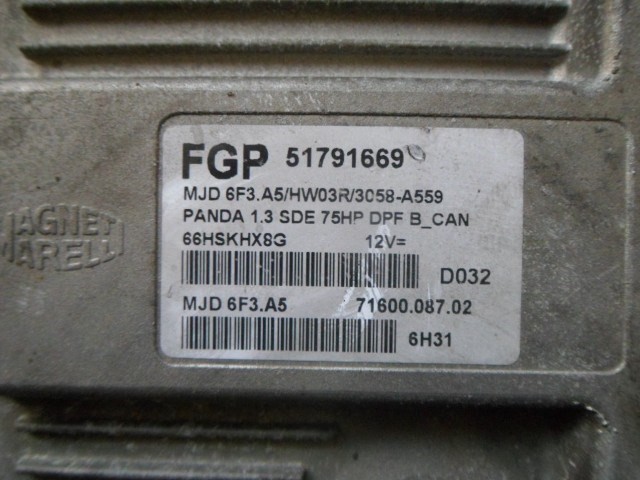 FGP 51791669
MJD 6F3.A5/HW03R/3058-A559
PANDA 1.3 SDE 75HP DPF B_CAN
66HSKHX8G 12V=
D032
MJD 6F3.A5 71600.087.02
6H31
MAGNETI
MARELLI